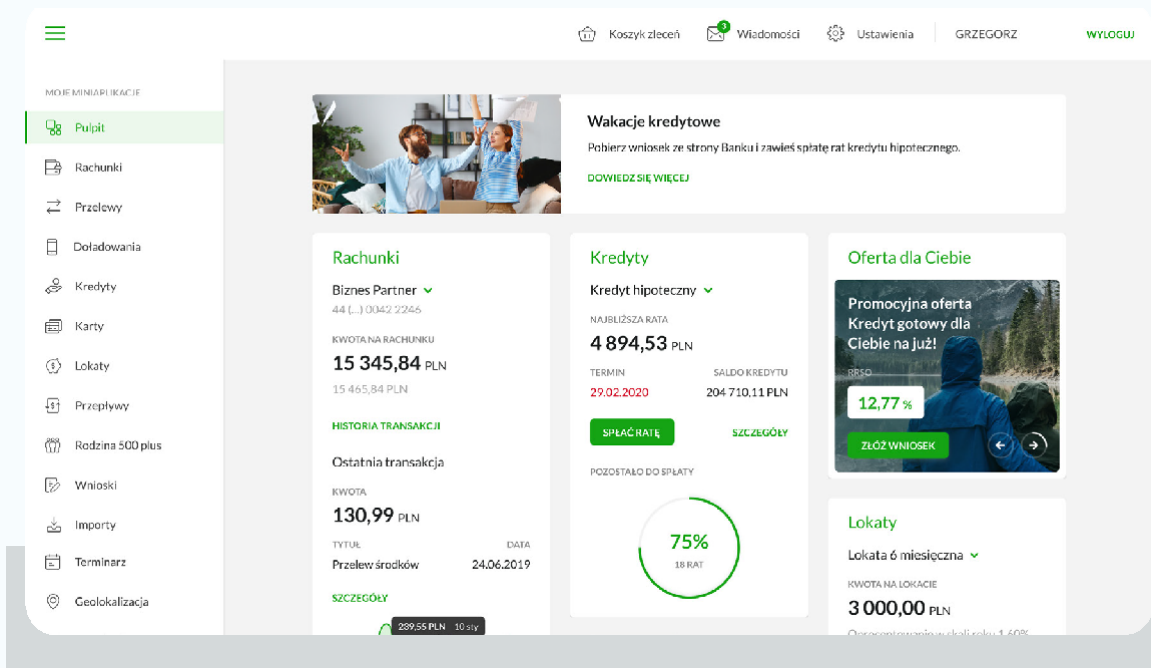 Koszyk zleceń
3
Wiadomości
Ustawienia
GRZEGORZ
WYLOGUJ
MOJE MINIAPLIKACJE
Pulpit
Rachunki
Przelewy
Doładowania
Kredyty
Karty
Lokaty
Przepływy
Rodzina 500 plus
Wnioski
Importy
Terminarz
Geolokalizacja
Wakacje kredytowe
Pobierz wniosek ze strony Banku i zawieś spłatę rat kredytu hipotecznego.
DOWIEDZ SIĘ WIĘCEJ
Rachunki
Biznes Partner
44 (...) 0042 2246
KWOTA NA RACHUNKU
15 345,84 PLN
15 465,84 PLN
HISTORIA TRANSAKCJI
Ostatnia transakcja
KWOTA
130,99 PLN
TYTUŁ DATA
Przelew środków 24.06.2019
SZCZEGÓŁY
239,55 PLN 10 sty
Kredyty
Kredyt hipoteczny
NAJBLIŻSZA RATA
4 894,53 PLN
TERMIN SALDO KREDYTU
29.02.2020 204 710,11 PLN
SPŁAĆ RATĘ SZCZEGÓŁY
POZOSTAŁO DO SPŁATY
75%
18 RAT
Oferta dla Ciebie
Promocyjna oferta
Kredyt gotowy dla
Ciebie na już!
RRSO
12,77 %
ZŁÓŻ WNIOSEK
Lokaty
Lokata 6 miesięczna
KWOTA NA LOKACIE
3 000,00 PLN
Oprocentowanie w skali roku 1,60%